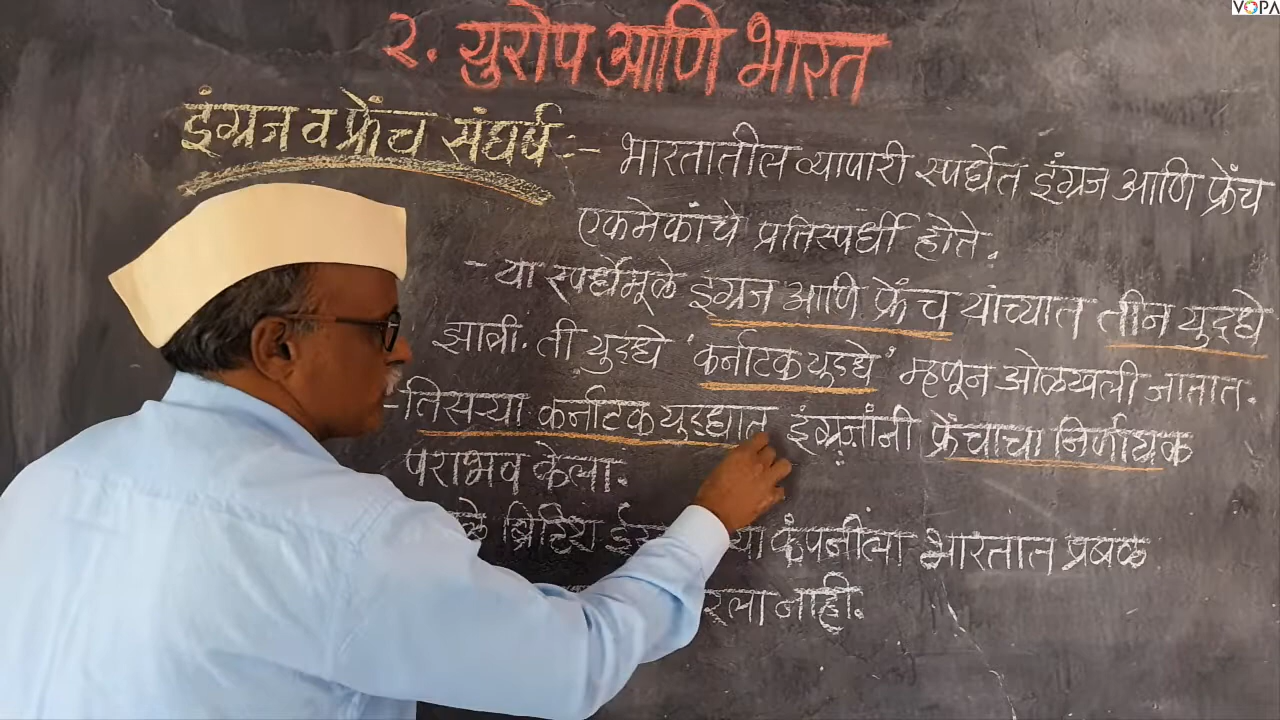 VOPA
२. युरोप आणि भारत
इंग्रज व फ्रेंच संघर्ष :- भारतातील व्यापारी स्पर्धेत इंग्रज आणि फ्रेंच
एकमेकांचे प्रतिस्पर्धी होते.
- या स्पर्धेमूळे इंग्रज आणि फ्रेंच यांच्यात तीन युद्धे
झाली. ती युद्धे 'कर्नाटक युद्धे' म्हणून ओळखली जातात.
- तिसऱ्या कर्नाटक युद्धात इंग्रजांनी फ्रेंचाचा निर्णायक
पराभव केला.
ब्रिटिश कंपनीला भारतात प्रबळ
नाही.